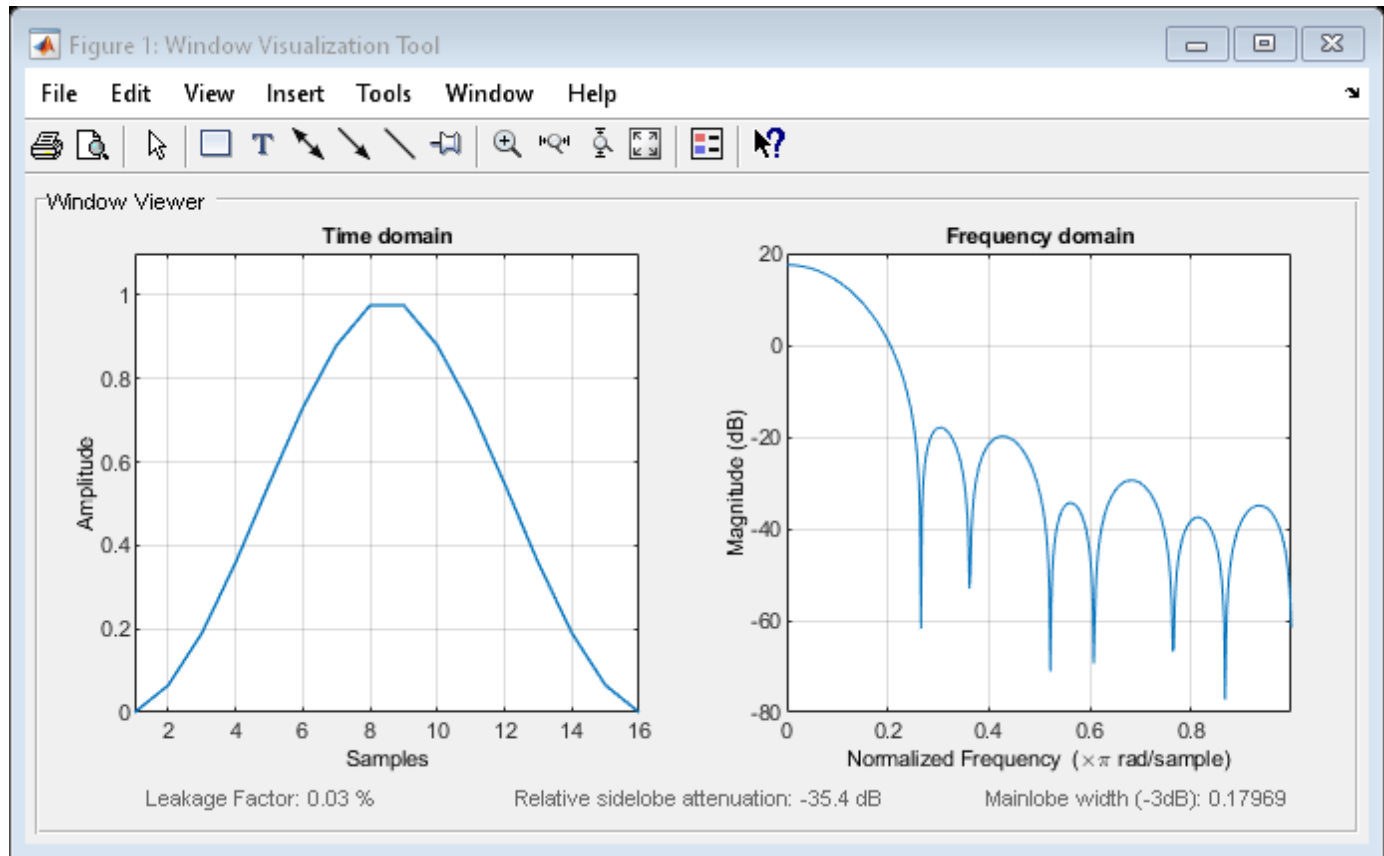 Figure 1: Window Visualization Tool
File Edit View Insert Tools Window Help
T
Window Viewer
Time domain
1
0.8
0.6
0.4
0.2
0
Amplitude
2 4 6 8 10 12 14 16
Samples
Frequency domain
20
0
-20
-40
-60
-80
Magnitude (dB)
0 0.2 0.4 0.6 0.8
Normalized Frequency (×π rad/sample)
Leakage Factor: 0.03 % Relative sidelobe attenuation: -35.4 dB Mainlobe width (-3dB): 0.17969